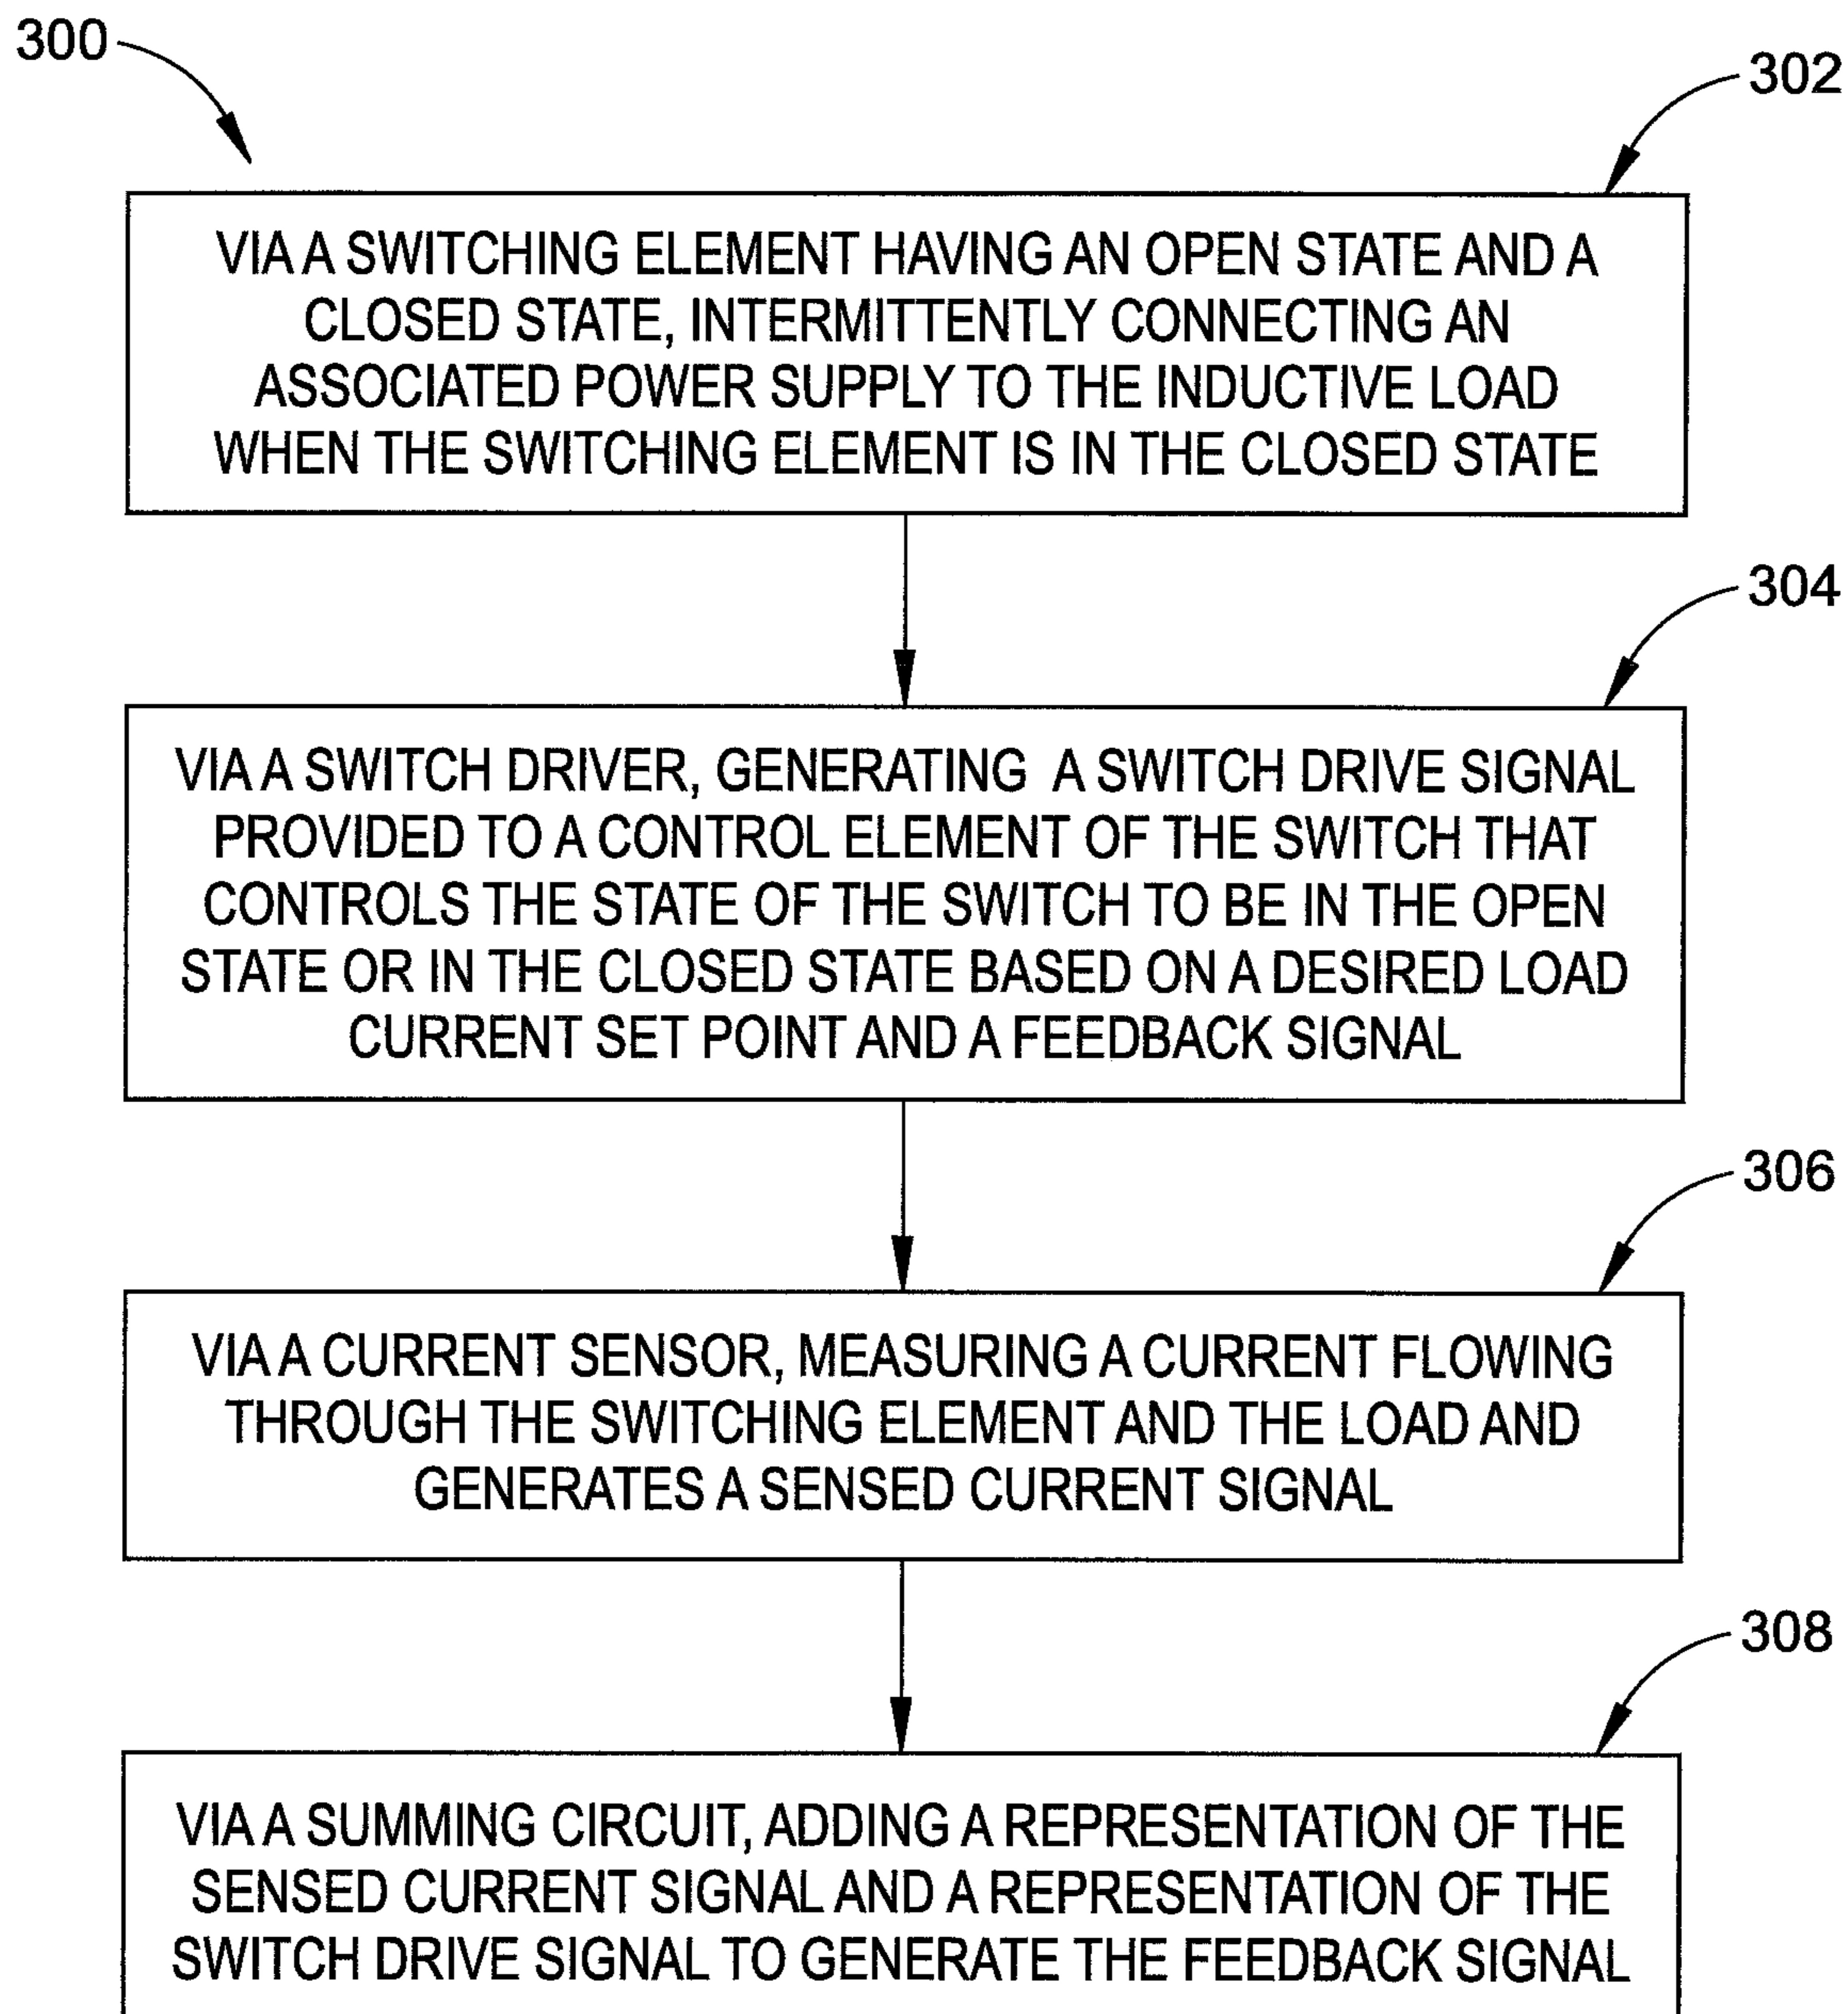 300
302
VIA A SWITCHING ELEMENT HAVING AN OPEN STATE AND A
CLOSED STATE, INTERMITTENTLY CONNECTING AN
ASSOCIATED POWER SUPPLY TO THE INDUCTIVE LOAD
WHEN THE SWITCHING ELEMENT IS IN THE CLOSED STATE
304
VIA A SWITCH DRIVER, GENERATING A SWITCH DRIVE SIGNAL
PROVIDED TO A CONTROL ELEMENT OF THE SWITCH THAT
CONTROLS THE STATE OF THE SWITCH TO BE IN THE OPEN
STATE OR IN THE CLOSED STATE BASED ON A DESIRED LOAD
CURRENT SET POINT AND A FEEDBACK SIGNAL
306
VIA A CURRENT SENSOR, MEASURING A CURRENT FLOWING
THROUGH THE SWITCHING ELEMENT AND THE LOAD AND
GENERATES A SENSED CURRENT SIGNAL
308
VIA A SUMMING CIRCUIT, ADDING A REPRESENTATION OF THE
SENSED CURRENT SIGNAL AND A REPRESENTATION OF THE
SWITCH DRIVE SIGNAL TO GENERATE THE FEEDBACK SIGNAL